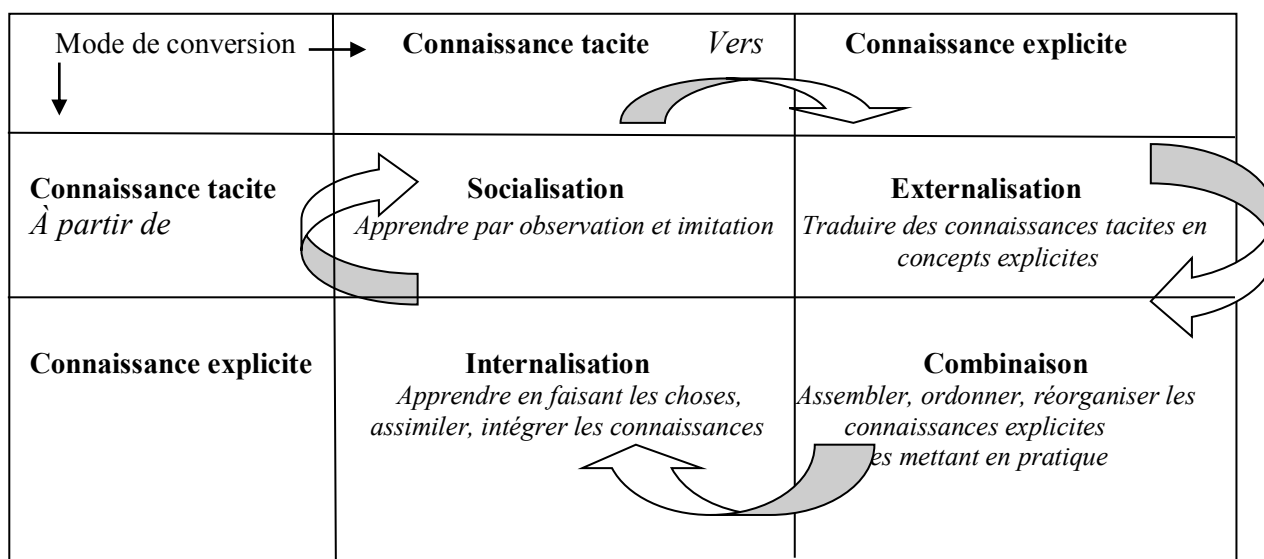 Mode de conversion
Connaissance tacite Vers Connaissance explicite
Connaissance tacite
À partir de
Socialisation
Apprendre par observation et imitation
Externalisation
Traduire des connaissances tacites en
concepts explicites
Connaissance explicite
Internalisation
Apprendre en faisant les choses,
assimiler, intégrer les connaissances
Combinaison
Assembler, ordonner, réorganiser les
connaissances explicites
mettant en pratique